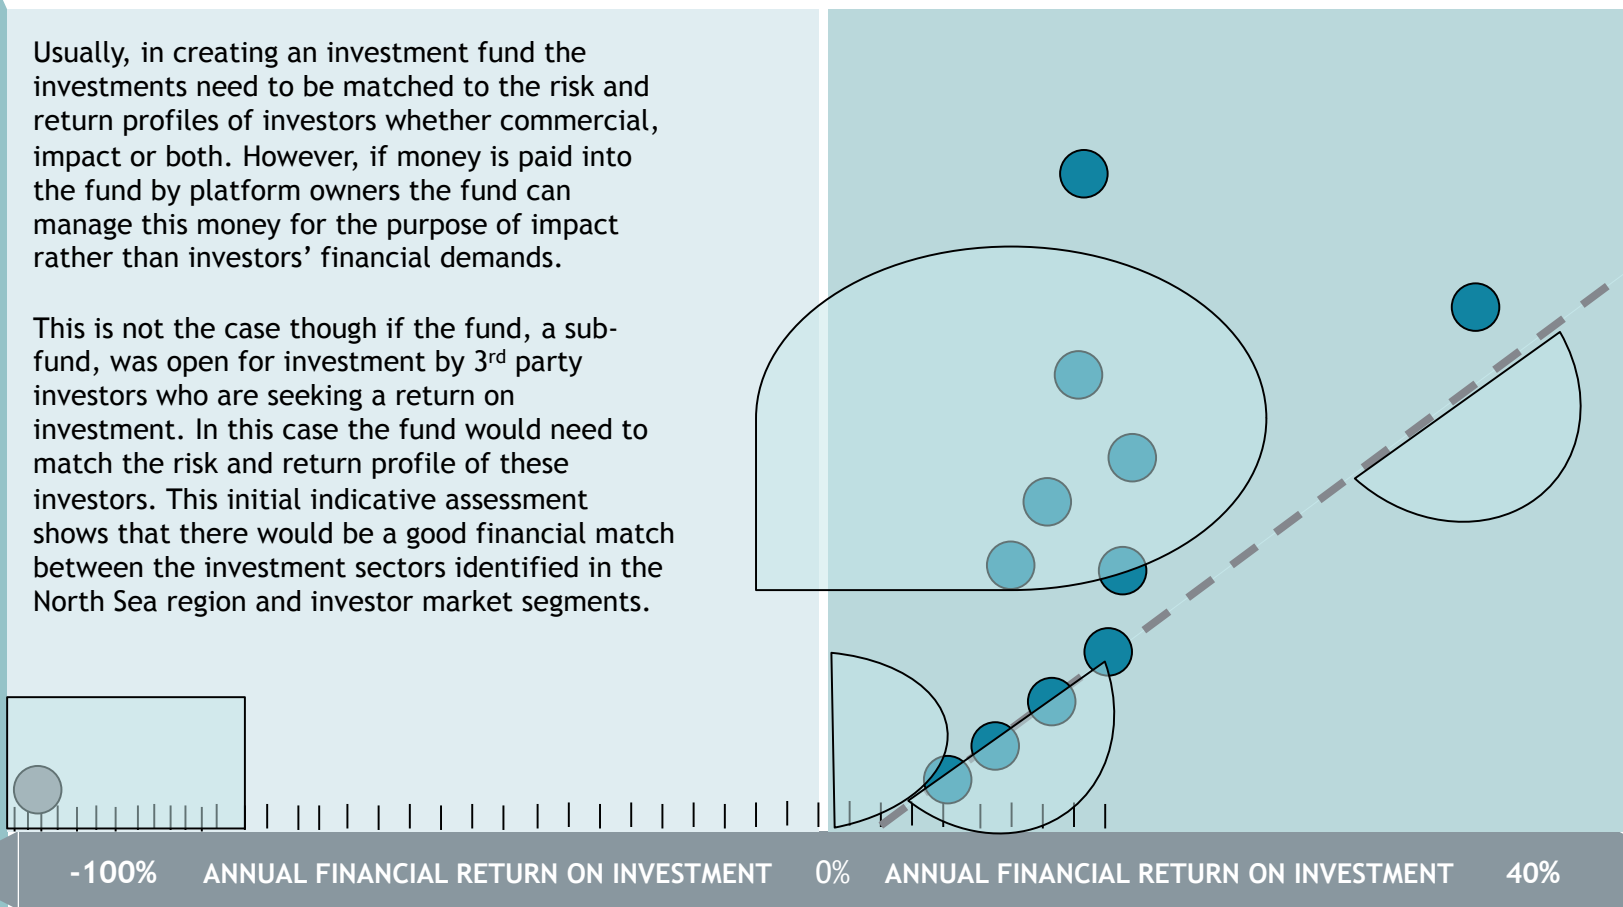 Usually, in creating an investment fund the
investments need to be matched to the risk and
return profiles of investors whether commercial,
impact or both. However, if money is paid into
the fund by platform owners the fund can
manage this money for the purpose of impact
rather than investors’ financial demands.
This is not the case though if the fund, a sub-
fund, was open for investment by 3rd party
investors who are seeking a return on
investment. In this case the fund would need to
match the risk and return profile of these
investors. This initial indicative assessment
shows that there would be a good financial match
between the investment sectors identified in the
North Sea region and investor market segments.
-100% ANNUAL FINANCIAL RETURN ON INVESTMENT 0% ANNUAL FINANCIAL RETURN ON INVESTMENT 40%